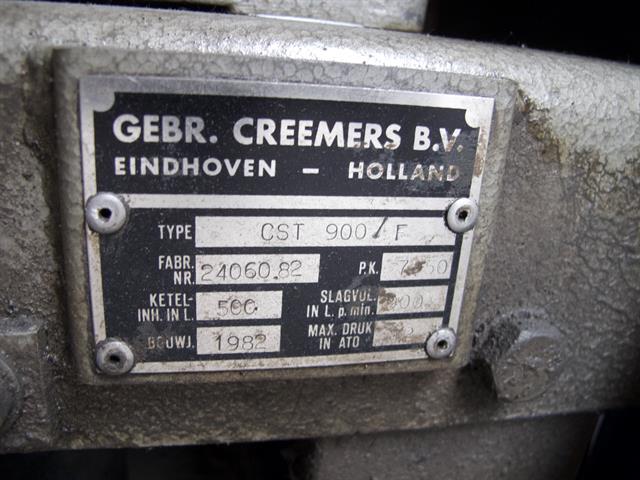 GEBR. CREEMERS B.V.
EINDHOVEN - HOLLAND
TYPE CST 900/F
FABR. NR. 24060.82 P.K.
KETEL- INH. IN L. 500 SLAGVOL. IN L. p. min.
BOUWJ. 1982 MAX. DRUK IN ATO